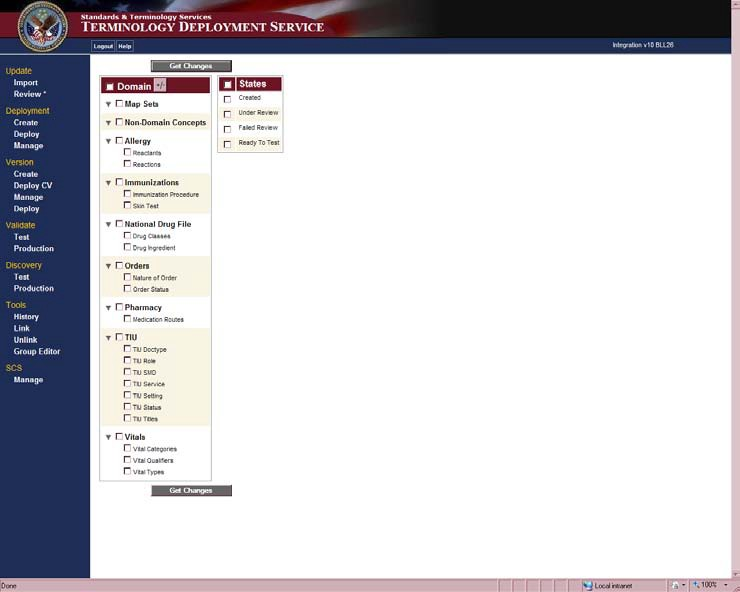 Standards & Terminology Services
TERMINOLOGY DEPLOYMENT SERVICE
Logout Help
Integration v10 BLL26
Update
Import
Review *
Deployment
Create
Deploy
Manage
Version
Create
Deploy CV
Manage
Deploy
Validate
Test
Production
Discovery
Test
Production
Tools
History
Link
Unlink
Group Editor
SCS
Manage
Get Changes
Domain +/-
Map Sets
Non-Domain Concepts
Allergy
Reactants
Reactions
Immunizations
Immunization Procedure
Skin Test
National Drug File
Drug Classes
Drug Ingredient
Orders
Nature of Order
Order Status
Pharmacy
Medication Routes
TIU
TIU Doctype
TIU Role
TIU SMD
TIU Service
TIU Setting
TIU Status
TIU Titles
Vitals
Vital Categories
Vital Qualifiers
Vital Types
Get Changes
States
Created
Under Review
Failed Review
Ready To Test
Done
Local intranet
100%